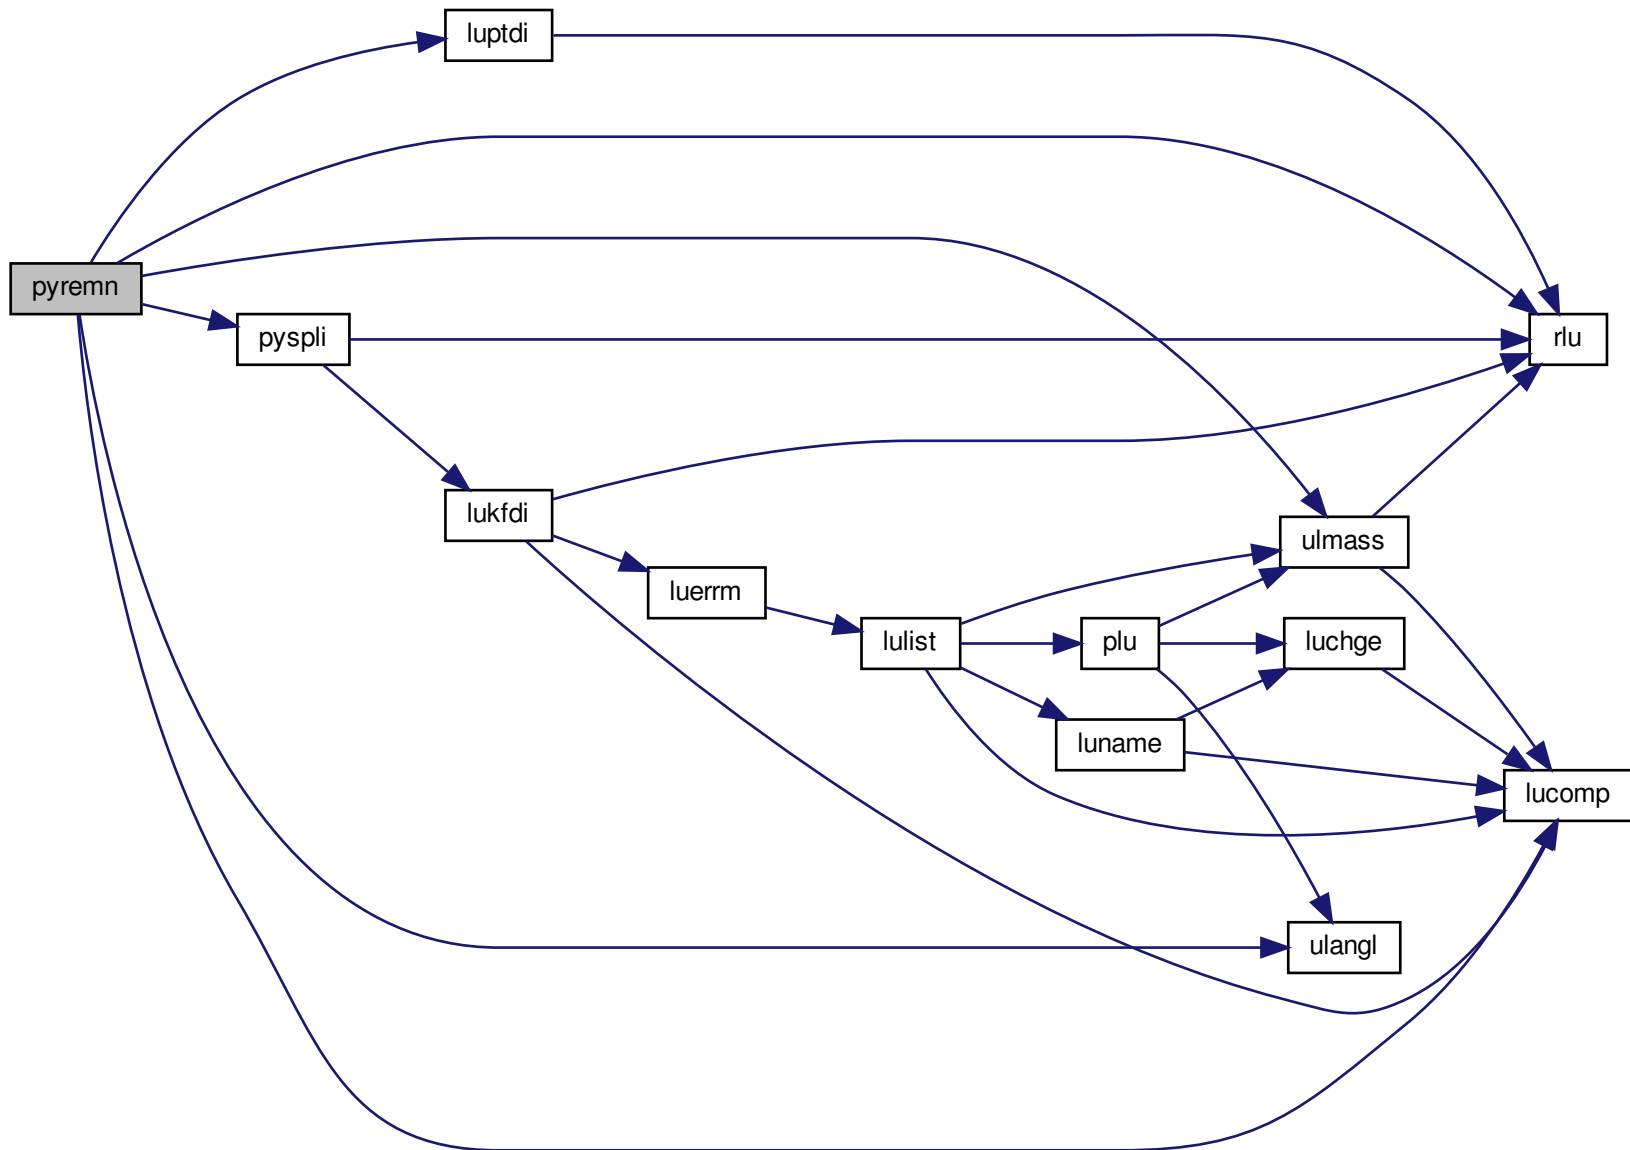 luptdi
pyremn
pyspli
rlu
lukfdi
ulmass
luerrm
lulist
plu
luchge
luname
lucomp
ulangl